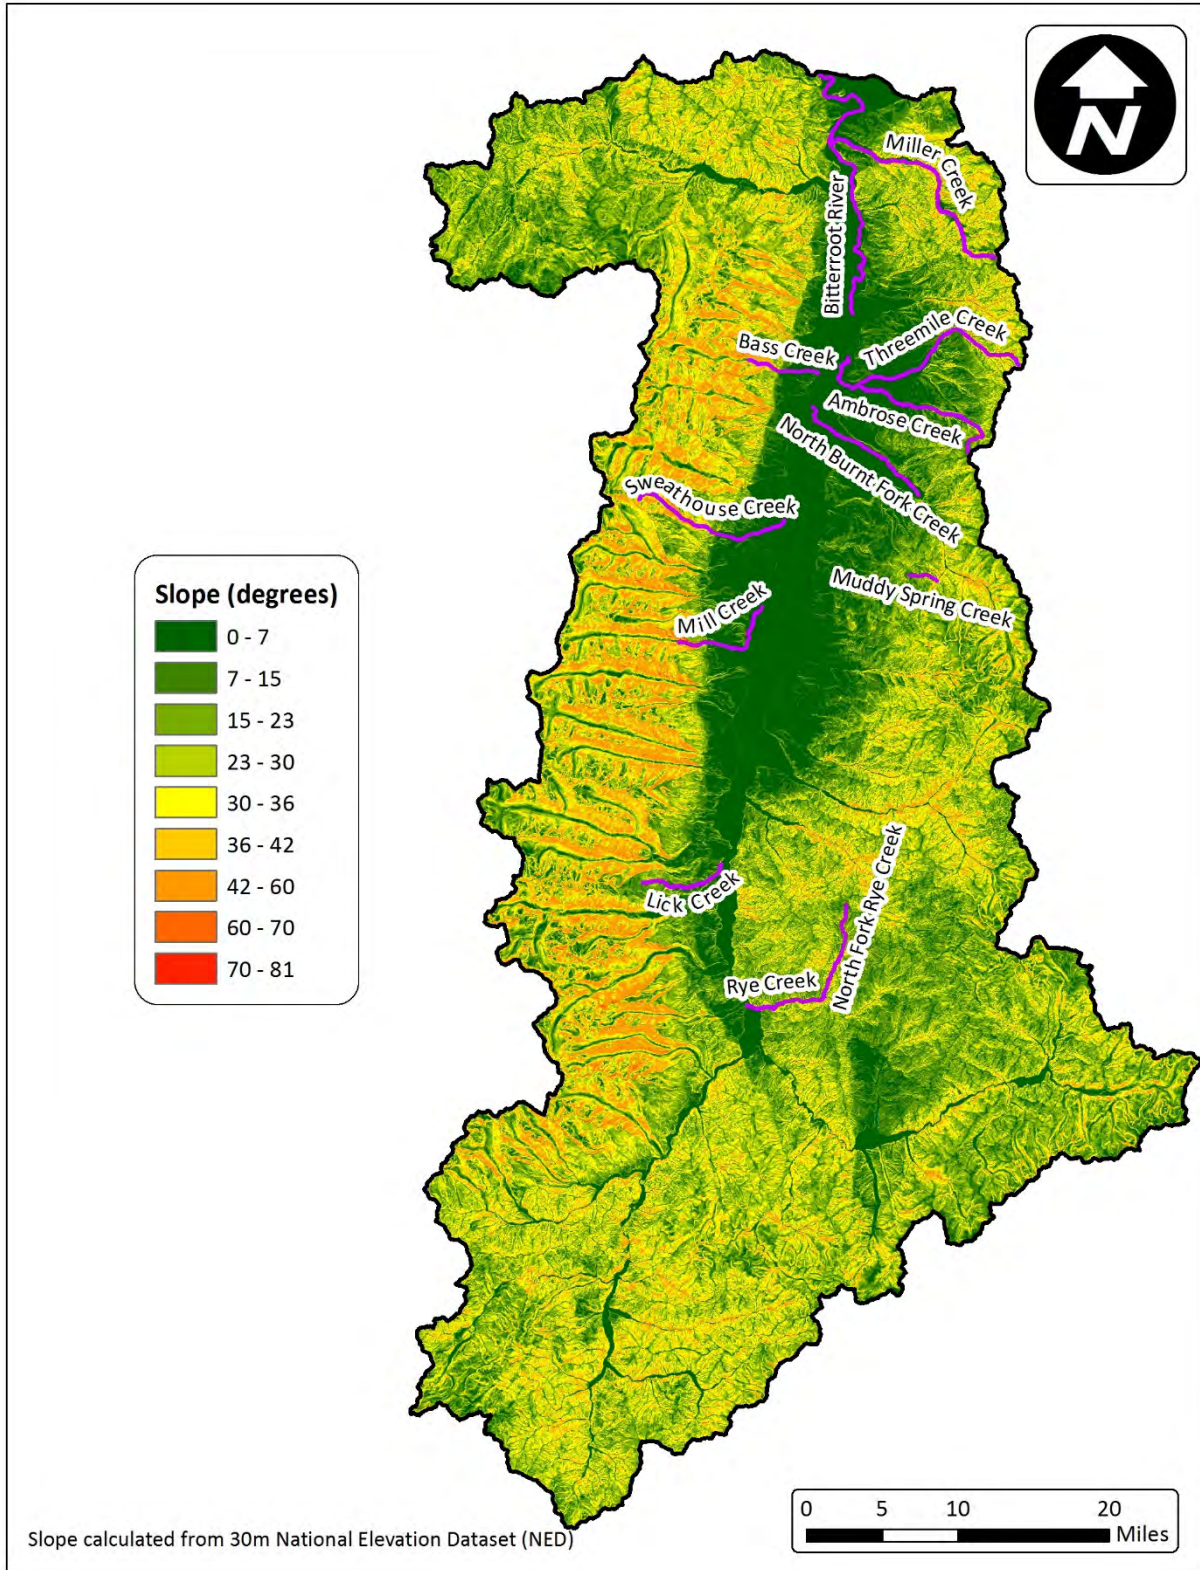 N
Miller Creek
Bitterroot River
Threemile Creek
Bass Creek
Ambrose Creek
North Burnt Fork Creek
Sweathouse Creek
Muddy Spring Creek
Mill Creek
Slope (degrees)
0 - 7
7 - 15
15 - 23
23 - 30
30 - 36
36 - 42
42 - 60
60 - 70
70 - 81
Lick Creek
North Fork Rye Creek
Rye Creek
0 5 10 20
Miles
Slope calculated from 30m National Elevation Dataset (NED)